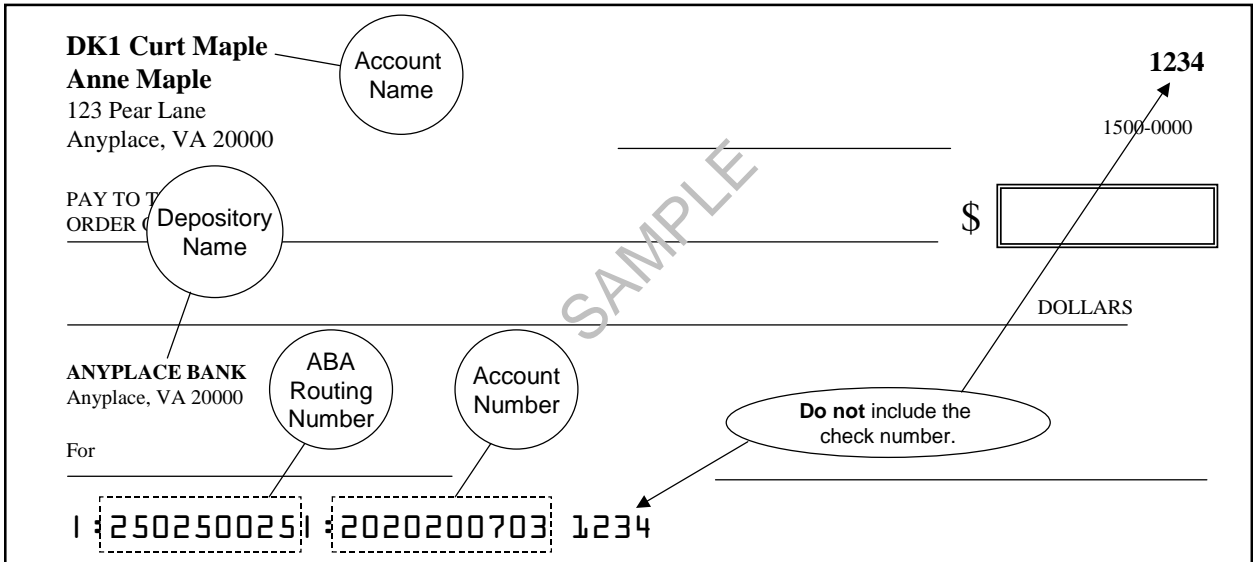 DK1 Curt Maple
Anne Maple
123 Pear Lane
Anyplace, VA 20000
Account
Name
1234
1500-0000
PAY TO T
ORDER
Depository
Name
$
SAMPLE
DOLLARS
ANYPLACE BANK
Anyplace, VA 20000
ABA
Routing
Number
Account
Number
Do not include the
check number.
For
|:250250025|:2020200703 1234